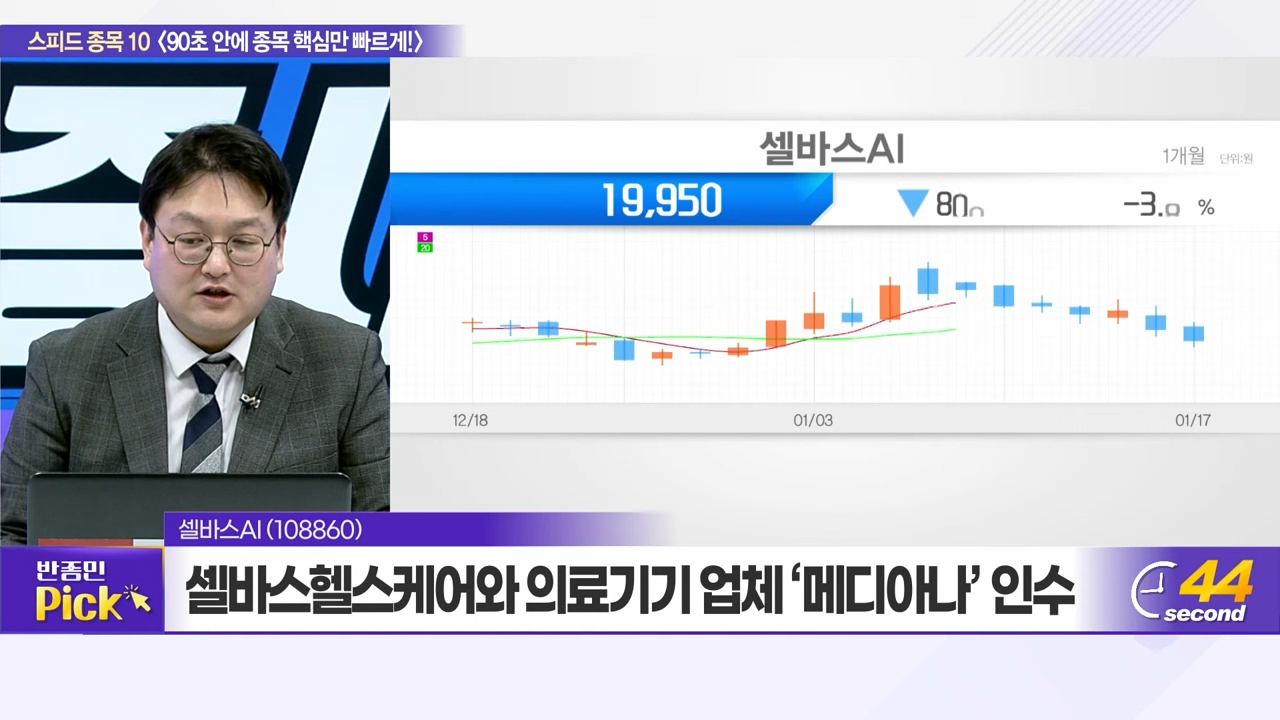 스피드 종목 10 <90초 안에 종목 핵심만 빠르게!>
셀바스AI
1개월 단위:원
19,950 ▼ %
5
20
12/18 01/03 01/17
셀바스AI (108860)
반종민
Pick
셀바스헬스케어와 의료기기 업체 ‘메디아나’ 인수
44
second